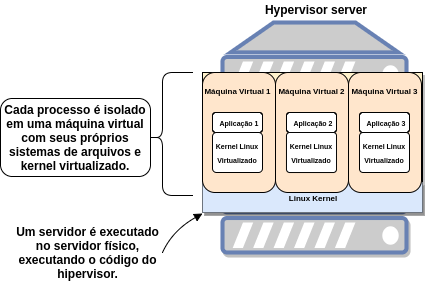 Hypervisor server
Máquina Virtual 1
Máquina Virtual 2
Máquina Virtual 3
Aplicação 1
Aplicação 2
Aplicação 3
Kernel Linux
Virtualizado
Kernel Linux
Virtualizado
Kernel Linux
Virtualizado
Linux Kernel
Cada processo é isolado
em uma máquina virtual
com seus próprios
sistemas de arquivos e
kernel virtualizado.
Um servidor é executado
no servidor físico,
executando o código do
hipervisor.